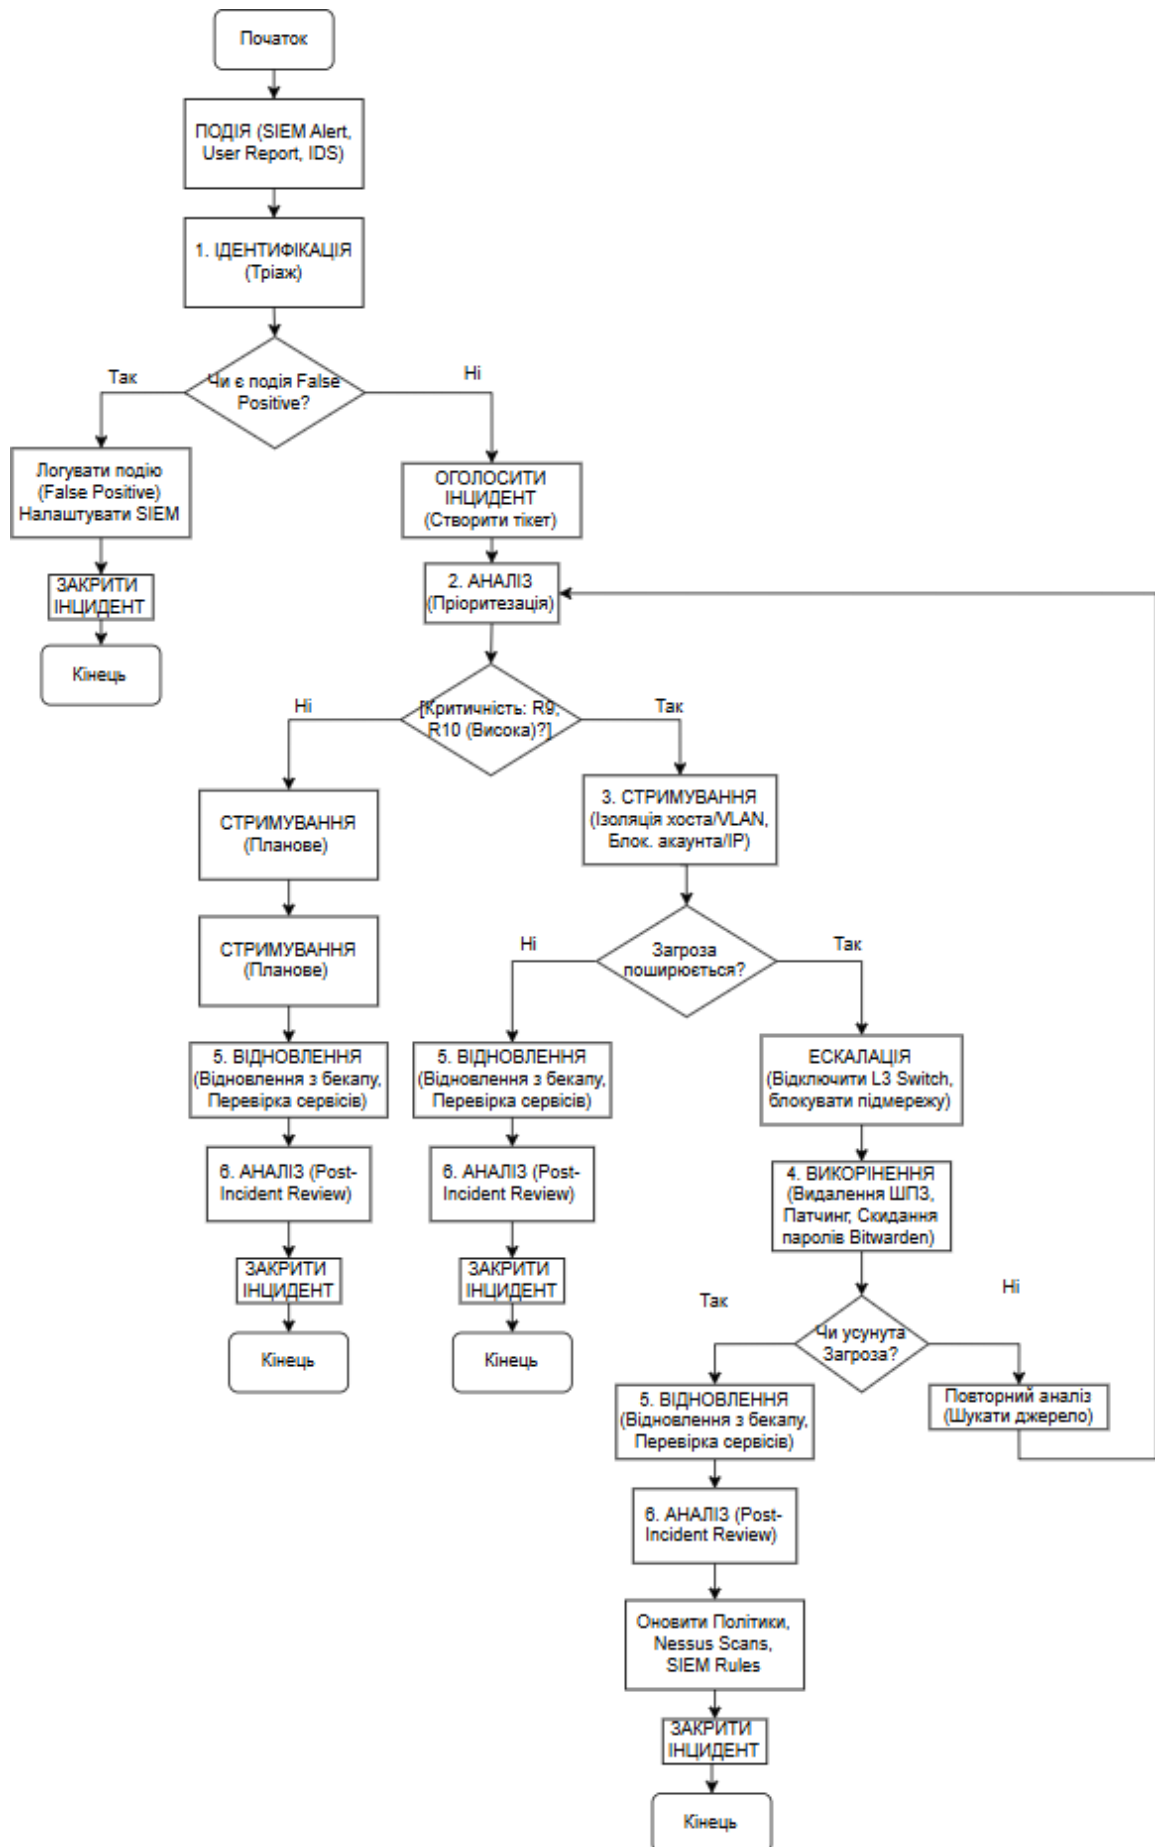 Початок
ПОДІЯ (SIEM Alert,
User Report, IDS)
1. ІДЕНТИФІКАЦІЯ
(Тріаж)
Чи є подія False
Positive?
Так
Ні
Логувати подію
(False Positive)
Налаштувати SIEM
ЗАКРИТИ
ІНЦИДЕНТ
Кінець
ОГОЛОСИТИ
ІНЦИДЕНТ
(Створити тікет)
2. АНАЛІЗ
(Пріоритезація)
[Критичність: R9,
R10 (Висока)?]
Ні
Так
СТРИМУВАННЯ
(Планове)
СТРИМУВАННЯ
(Планове)
5. ВІДНОВЛЕННЯ
(Відновлення з бекапу,
Перевірка сервісів)
6. АНАЛІЗ (Post-
Incident Review)
ЗАКРИТИ
ІНЦИДЕНТ
Кінець
3. СТРИМУВАННЯ
(Ізоляція хоста/VLAN,
Блок. акаунта/IP)
Загроза
поширюється?
Ні
Так
5. ВІДНОВЛЕННЯ
(Відновлення з бекапу,
Перевірка сервісів)
6. АНАЛІЗ (Post-
Incident Review)
ЗАКРИТИ
ІНЦИДЕНТ
Кінець
ЕСКАЛАЦІЯ
(Відключити L3 Switch,
блокувати підмережу)
4. ВИКОРІНЕННЯ
(Видалення ШПЗ,
Патчинг, Скидання
паролів Bitwarden)
Чи усунута
Загроза?
Так
Ні
5. ВІДНОВЛЕННЯ
(Відновлення з бекапу,
Перевірка сервісів)
Повторний аналіз
(Шукати джерело)
6. АНАЛІЗ (Post-
Incident Review)
Оновити Політики,
Nessus Scans,
SIEM Rules
ЗАКРИТИ
ІНЦИДЕНТ
Кінець